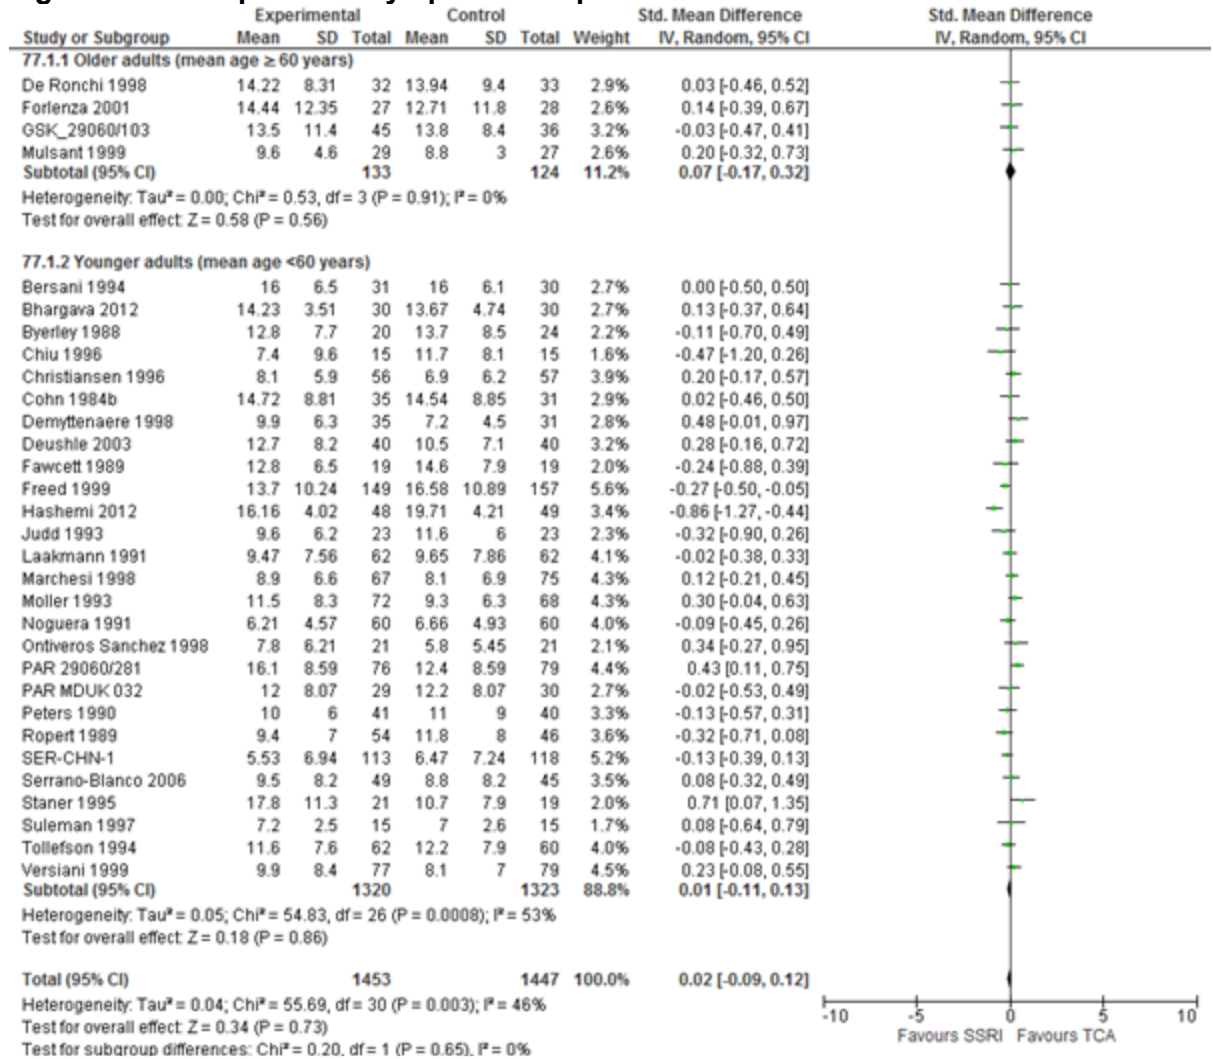 Experimental Control Std. Mean Difference Std. Mean Difference
Study or Subgroup Mean SD Total Mean SD Total Weight IV, Random, 95% CI IV, Random, 95% CI
77.1.1 Older adults (mean age ≥ 60 years)
De Ronchi 1998 14.22 8.31 32 13.94 9.4 33 2.9% 0.03 [-0.46, 0.52]
Forlenza 2001 14.44 12.35 27 12.71 11.8 28 2.6% 0.14 [-0.39, 0.67]
GSK_29060/103 13.5 11.4 45 13.8 8.4 36 3.2% -0.03 [-0.47, 0.41]
Mulsant 1999 9.6 4.6 29 8.8 3 27 2.6% 0.20 [-0.32, 0.73]
Subtotal (95% CI) 133 124 11.2% 0.07 [-0.17, 0.32]
Heterogeneity: Tau² = 0.00; Chi² = 0.53, df = 3 (P = 0.91); I² = 0%
Test for overall effect: Z = 0.58 (P = 0.56)
77.1.2 Younger adults (mean age <60 years)
Bersani 1994 16 6.5 31 16 6.1 30 2.7% 0.00 [-0.50, 0.50]
Bhargava 2012 14.23 3.51 30 13.67 4.74 30 2.7% 0.13 [-0.37, 0.64]
Byerley 1988 12.8 7.7 20 13.7 8.5 24 2.2% -0.11 [-0.70, 0.49]
Chiu 1996 7.4 9.6 15 11.7 8.1 15 1.6% -0.47 [-1.20, 0.26]
Christiansen 1996 8.1 5.9 56 6.9 6.2 57 3.9% 0.20 [-0.17, 0.57]
Cohn 1984b 14.72 8.81 35 14.54 8.85 31 2.9% 0.02 [-0.46, 0.50]
Demyttenaere 1998 9.9 6.3 35 7.2 4.5 31 2.8% 0.48 [-0.01, 0.97]
Deushle 2003 12.7 8.2 40 10.5 7.1 40 3.2% 0.28 [-0.16, 0.72]
Fawcett 1989 12.8 6.5 19 14.6 7.9 19 2.0% -0.24 [-0.88, 0.39]
Freed 1999 13.7 10.24 149 16.58 10.89 157 5.6% -0.27 [-0.50, -0.05]
Hashemi 2012 16.16 4.02 48 19.71 4.21 49 3.4% -0.86 [-1.27, -0.44]
Judd 1993 9.6 6.2 23 11.6 6 23 2.3% -0.32 [-0.90, 0.26]
Laakmann 1991 9.47 7.56 62 9.65 7.86 62 4.1% -0.02 [-0.38, 0.33]
Marchesi 1998 8.9 6.6 67 8.1 6.9 75 4.3% 0.12 [-0.21, 0.45]
Moller 1993 11.5 8.3 72 9.3 6.3 68 4.3% 0.30 [-0.04, 0.63]
Noguera 1991 6.21 4.57 60 6.66 4.93 60 4.0% -0.09 [-0.45, 0.26]
Ontiveros Sanchez 1998 7.8 6.21 21 5.8 5.45 21 2.1% 0.34 [-0.27, 0.95]
PAR 29060/281 16.1 8.59 76 12.4 8.59 79 4.4% 0.43 [0.11, 0.75]
PAR MDUK 032 12 8.07 29 12.2 8.07 30 2.7% -0.02 [-0.53, 0.49]
Peters 1990 10 6 41 11 9 40 3.3% -0.13 [-0.57, 0.31]
Ropert 1989 9.4 7 54 11.8 8 46 3.6% -0.32 [-0.71, 0.08]
SER-CHN-1 5.53 6.94 113 6.47 7.24 118 5.2% -0.13 [-0.39, 0.13]
Serrano-Blanco 2006 9.5 8.2 49 8.8 8.2 45 3.5% 0.08 [-0.32, 0.49]
Staner 1995 17.8 11.3 21 10.7 7.9 19 2.0% 0.71 [0.07, 1.35]
Suleman 1997 7.2 2.5 15 7 2.6 15 1.7% 0.08 [-0.64, 0.79]
Tollefson 1994 11.6 7.6 62 12.2 7.9 60 4.0% -0.08 [-0.43, 0.28]
Versiani 1999 9.9 8.4 77 8.1 7 79 4.5% 0.23 [-0.08, 0.55]
Subtotal (95% CI) 1320 1323 88.8% 0.01 [-0.11, 0.13]
Heterogeneity: Tau² = 0.05; Chi² = 54.83, df = 26 (P = 0.0008); I² = 53%
Test for overall effect: Z = 0.18 (P = 0.86)
Total (95% CI) 1453 1447 100.0% 0.02 [-0.09, 0.12]
Heterogeneity: Tau² = 0.04; Chi² = 55.69, df = 30 (P = 0.003); I² = 46%
Test for overall effect: Z = 0.34 (P = 0.73)
Test for subgroup differences: Chi² = 0.20, df = 1 (P = 0.65), I² = 0%
-10 -5 0 5 10
Favours SSRI Favours TCA